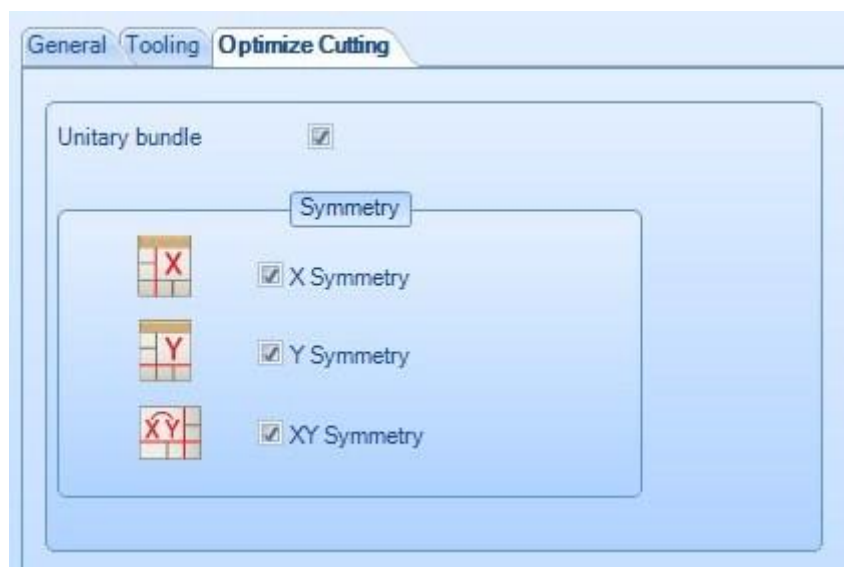 General Tooling Optimize Cutting
Unitary bundle
Symmetry
X
X Symmetry
Y
Y Symmetry
XY
XY Symmetry